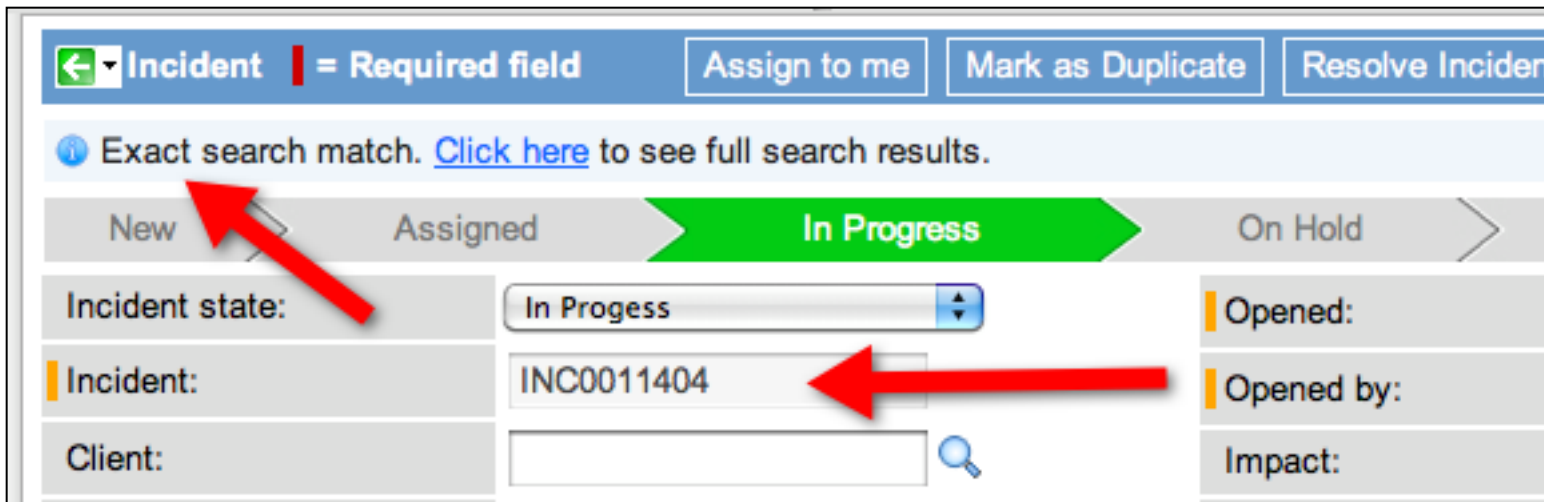 Incident = Required field Assign to me Mark as Duplicate Resolve Inciden
Exact search match. Click here to see full search results.
New Assigned In Progress On Hold
Incident state: In Progess Opened:
Incident: INC0011404 Opened by:
Client: Impact: